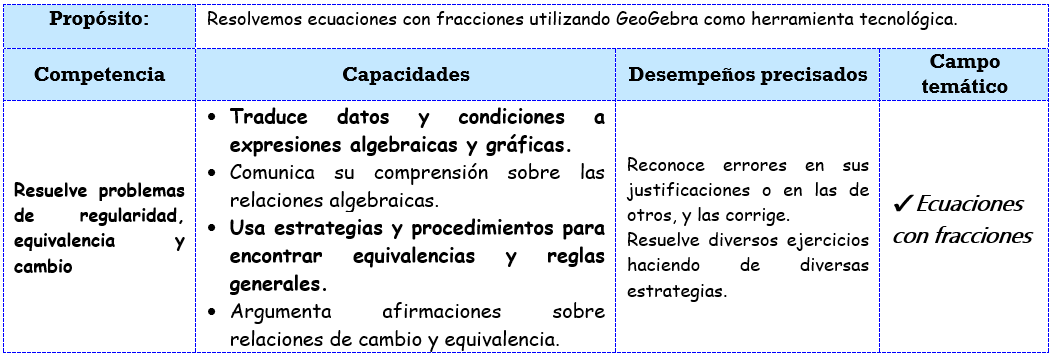 Propósito:
Resolvemos ecuaciones con fracciones utilizando GeoGebra como herramienta tecnológica.
Competencia
Capacidades
Desempeños precisados
Campo
temático
Resuelve problemas
de regularidad,
equivalencia y
cambio
• Traduce datos y condiciones a
expresiones algebraicas y gráficas.
• Comunica su comprensión sobre las
relaciones algebraicas.
• Usa estrategias y procedimientos para
encontrar equivalencias y reglas
generales.
• Argumenta afirmaciones sobre
relaciones de cambio y equivalencia.
Reconoce errores en sus
justificaciones o en las de
otros, y las corrige.
Resuelve diversos ejercicios
haciendo de diversas
estrategias.
✓ Ecuaciones
con fracciones